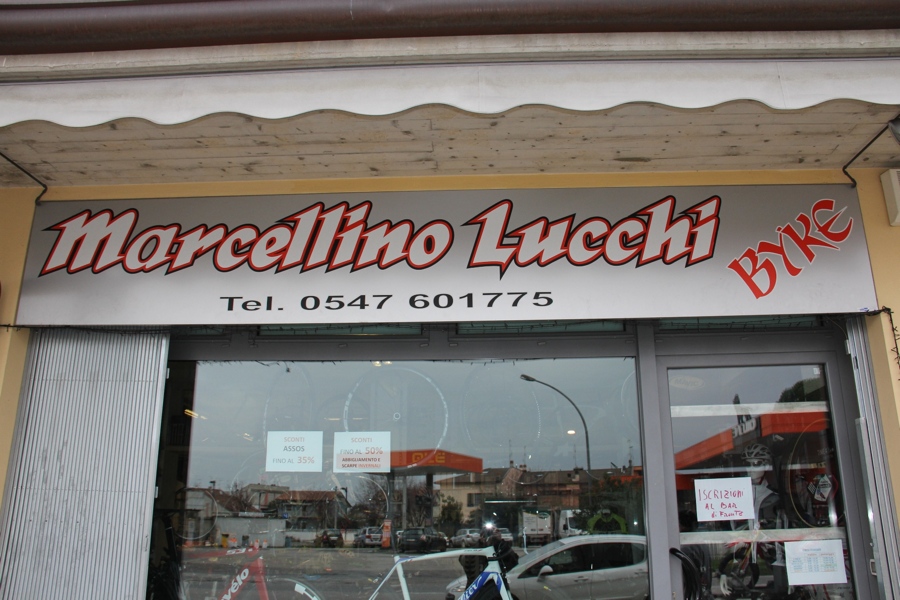 Marcellino Lucchi BYKE
Tel. 0547 601775
SCONTI
ASSOS
FINO AL 35%
SCONTI
FINO AL 50%
ABBIGLIAMENTO E
SCARPE INVERNALI
ISCRIZIONI
AL BAR
vélo